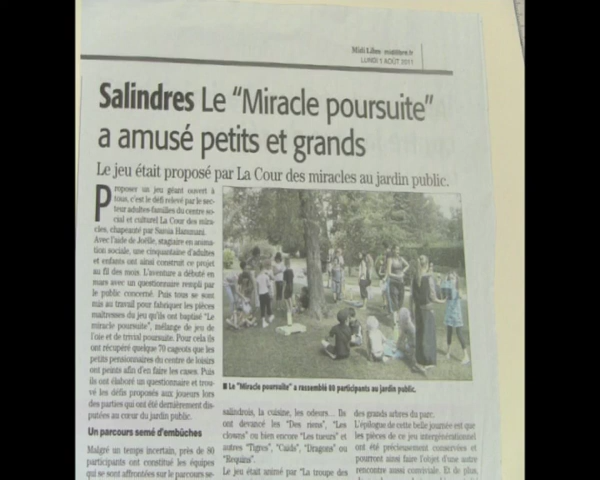 Midi Libre midilibre.fr
LUNDI AOÛT
Salindres Le "Miracle poursuite"
a amusé petits et grands
Le jeu était proposé par La Cour des miracles au jardin public.
Proposer un jeu géant ouvert à
tous, c'est le défi relevé par le sec-
teur adultes-familles du centre so-
cial et culturel La Cour des mira-
cles, chapeauté par Samia Hammani.
Avec l'aide de Joëlle, stagiaire en anima-
tion sociale, une cinquantaine d'adultes
et enfants ont ainsi construit ce projet
au fil des mois. L'aventure a débuté en
mars avec un questionnaire rempli par
le public concerné. Puis tous se sont
mis au travail pour fabriquer les pièces
maîtresses du jeu qu'ils ont baptisé "Le
miracle poursuite", mélange de jeu de
l'oie et de trivial poursuite. Pour cela ils
ont récupéré quelque 70 cageots que les
petits pensionnaires du centre de loisirs
ont peints afin d'en faire les cases. Puis
ils ont élaboré un questionnaire et trou-
vé les défis proposés aux joueurs lors
des parties qui ont été dernièrement dis-
putées au cœur du jardin public.
Un parcours semé d'embûches
Malgré un temps incertain, près de 80
participants ont constitué les équipes
qui se sont affrontées sur le parcours se-
■ Le "Miracle poursuite" a rassemblé 80 participants au jardin public.
salindrois, la cuisine, les odeurs... Ils
ont devancé les "Des riens", "Les
clowns" ou bien encore "Les tueurs" et
autres "Tigres", "Caïds", "Dragons" ou
"Requins".
Le jeu était animé par "La troupe des
des grands arbres du parc.
L'épilogue de cette belle journée est que
les pièces de ce jeu intergénérationnel
ont été précieusement conservées et
pourront ainsi faire l'objet d'une autre
rencontre aussi conviviale. Et de plus,